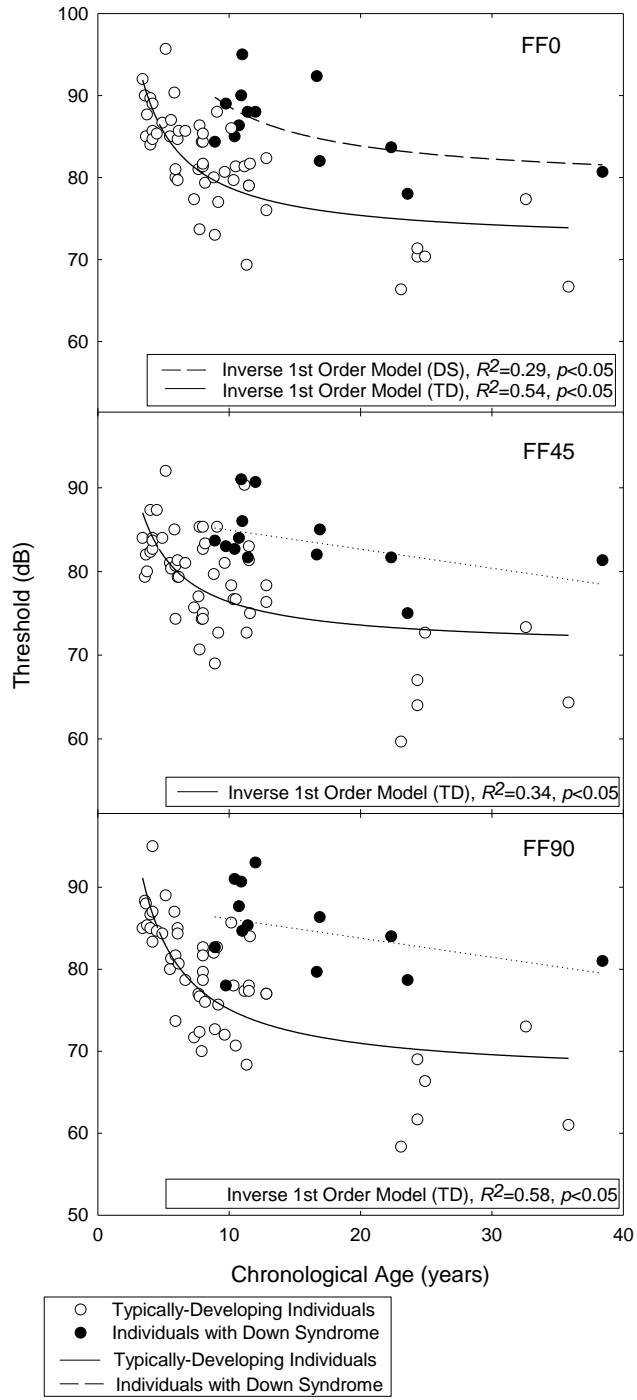 100
FF0
90
80
70
60
Inverse 1st Order Model (DS), R2=0.29, p<0.05
Inverse 1st Order Model (TD), R2=0.54, p<0.05
FF45
90
80
70
60
Threshold (dB)
Inverse 1st Order Model (TD), R2=0.34, p<0.05
FF90
90
80
70
60
50
Inverse 1st Order Model (TD), R2=0.58, p<0.05
0 10 20 30 40
Chronological Age (years)
Typically-Developing Individuals
Individuals with Down Syndrome
Typically-Developing Individuals
Individuals with Down Syndrome